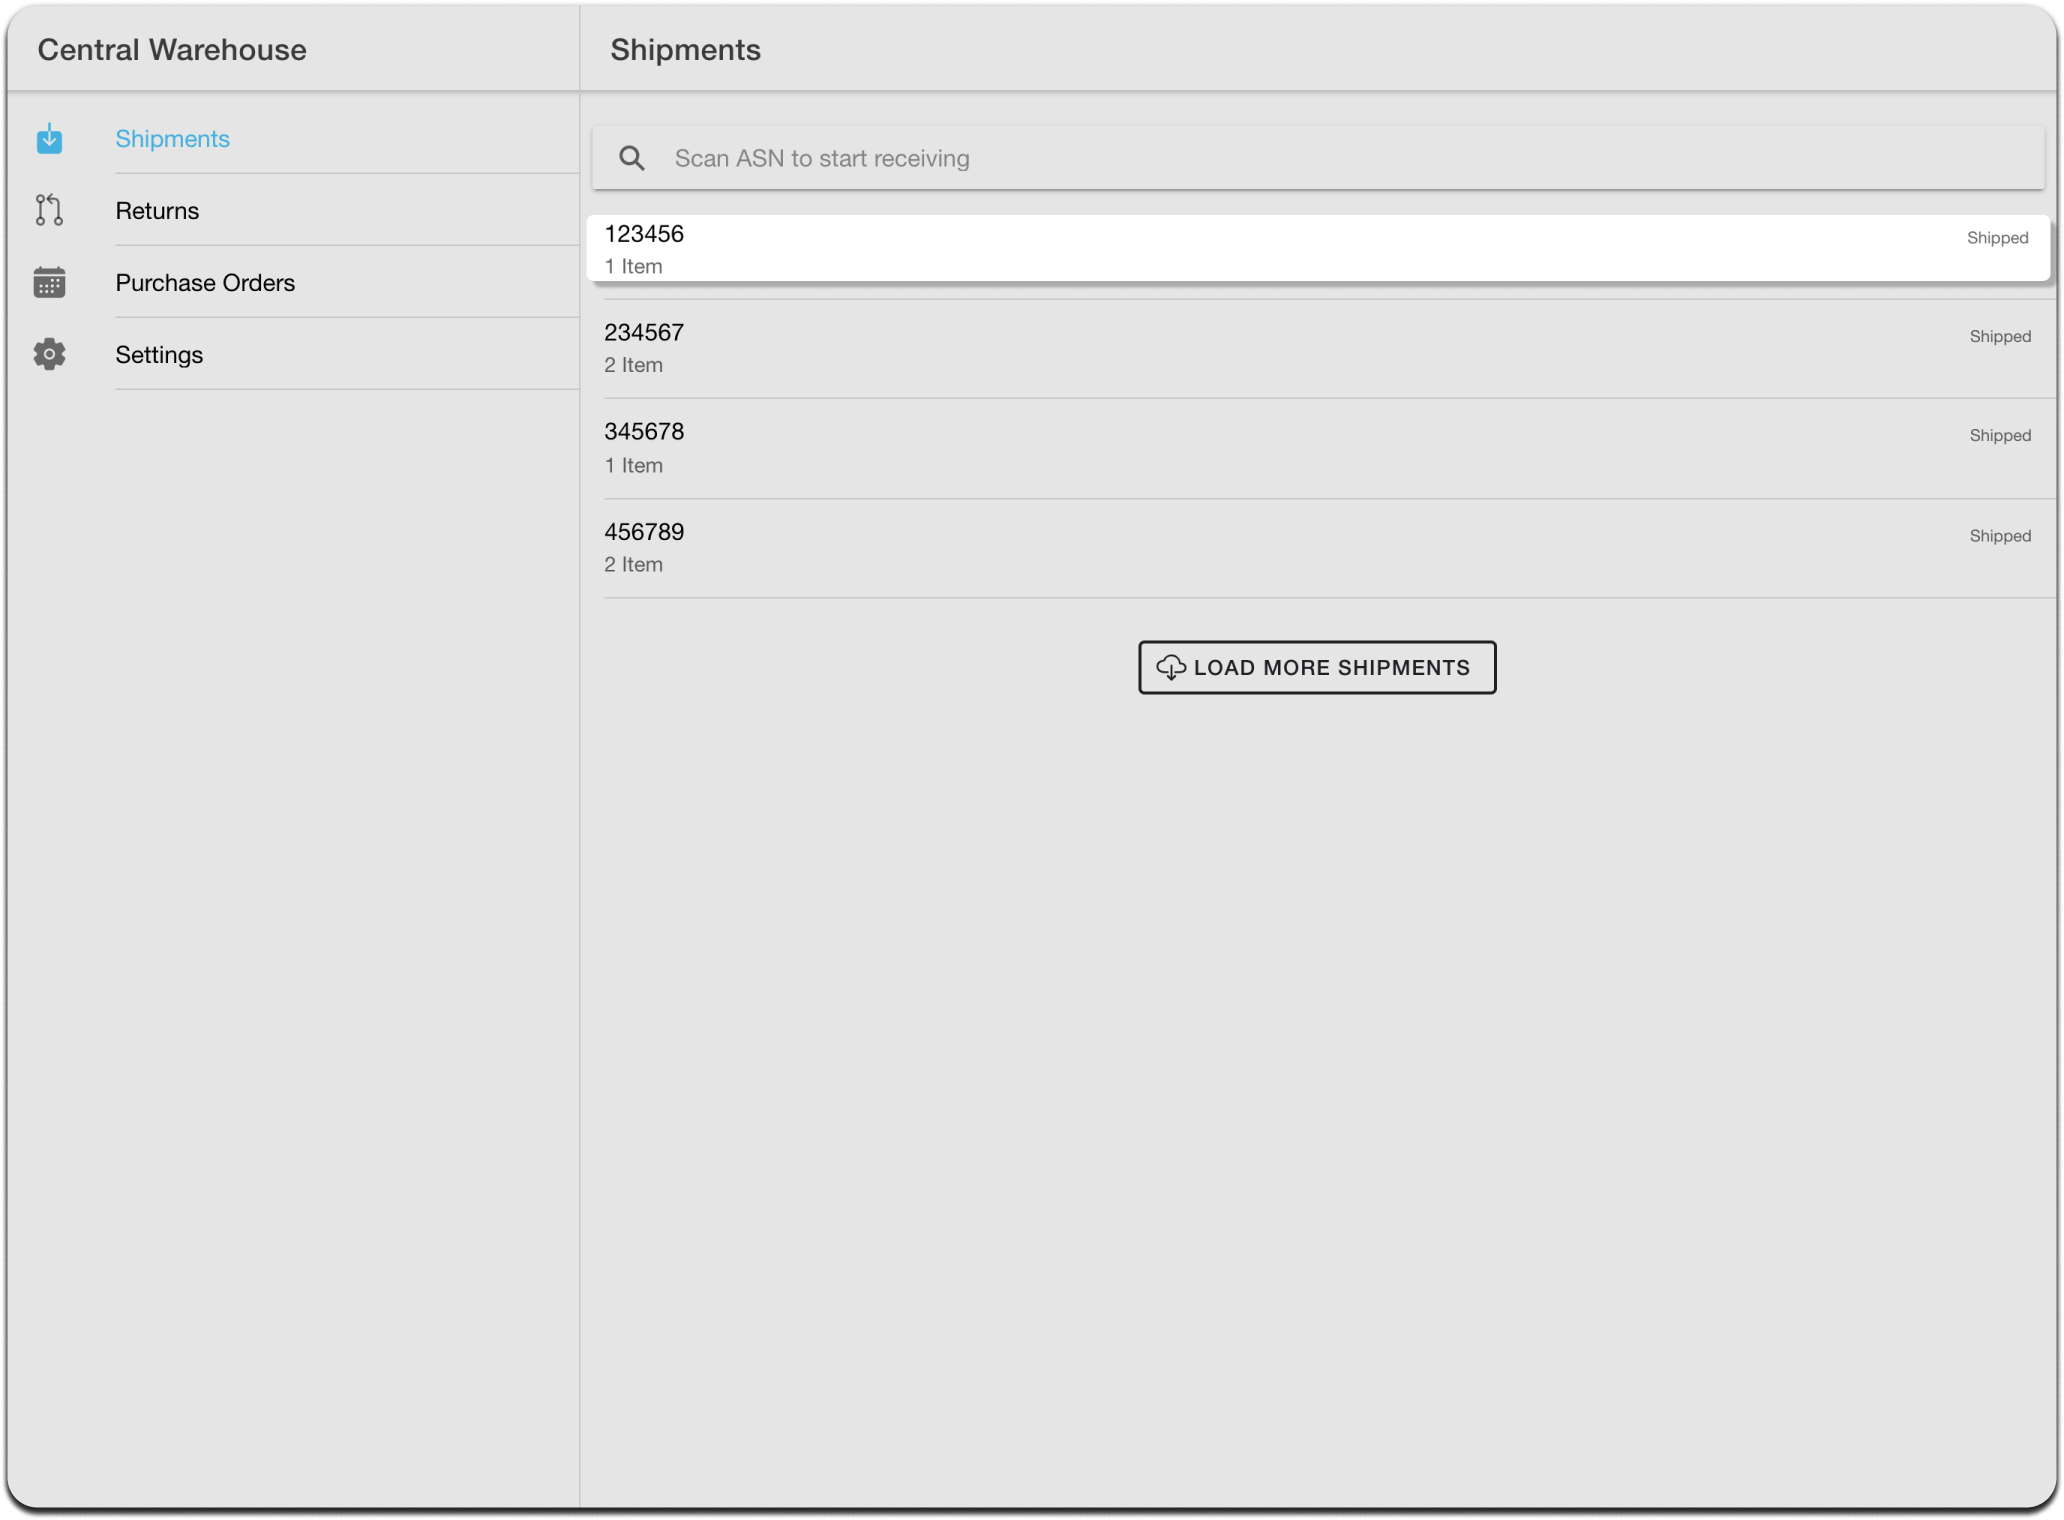 Central Warehouse
Shipments
Returns
Purchase Orders
Settings
Shipments
Scan ASN to start receiving
123456
Shipped
1 Item
234567
Shipped
2 Item
345678
Shipped
1 Item
456789
Shipped
2 Item
LOAD MORE SHIPMENTS